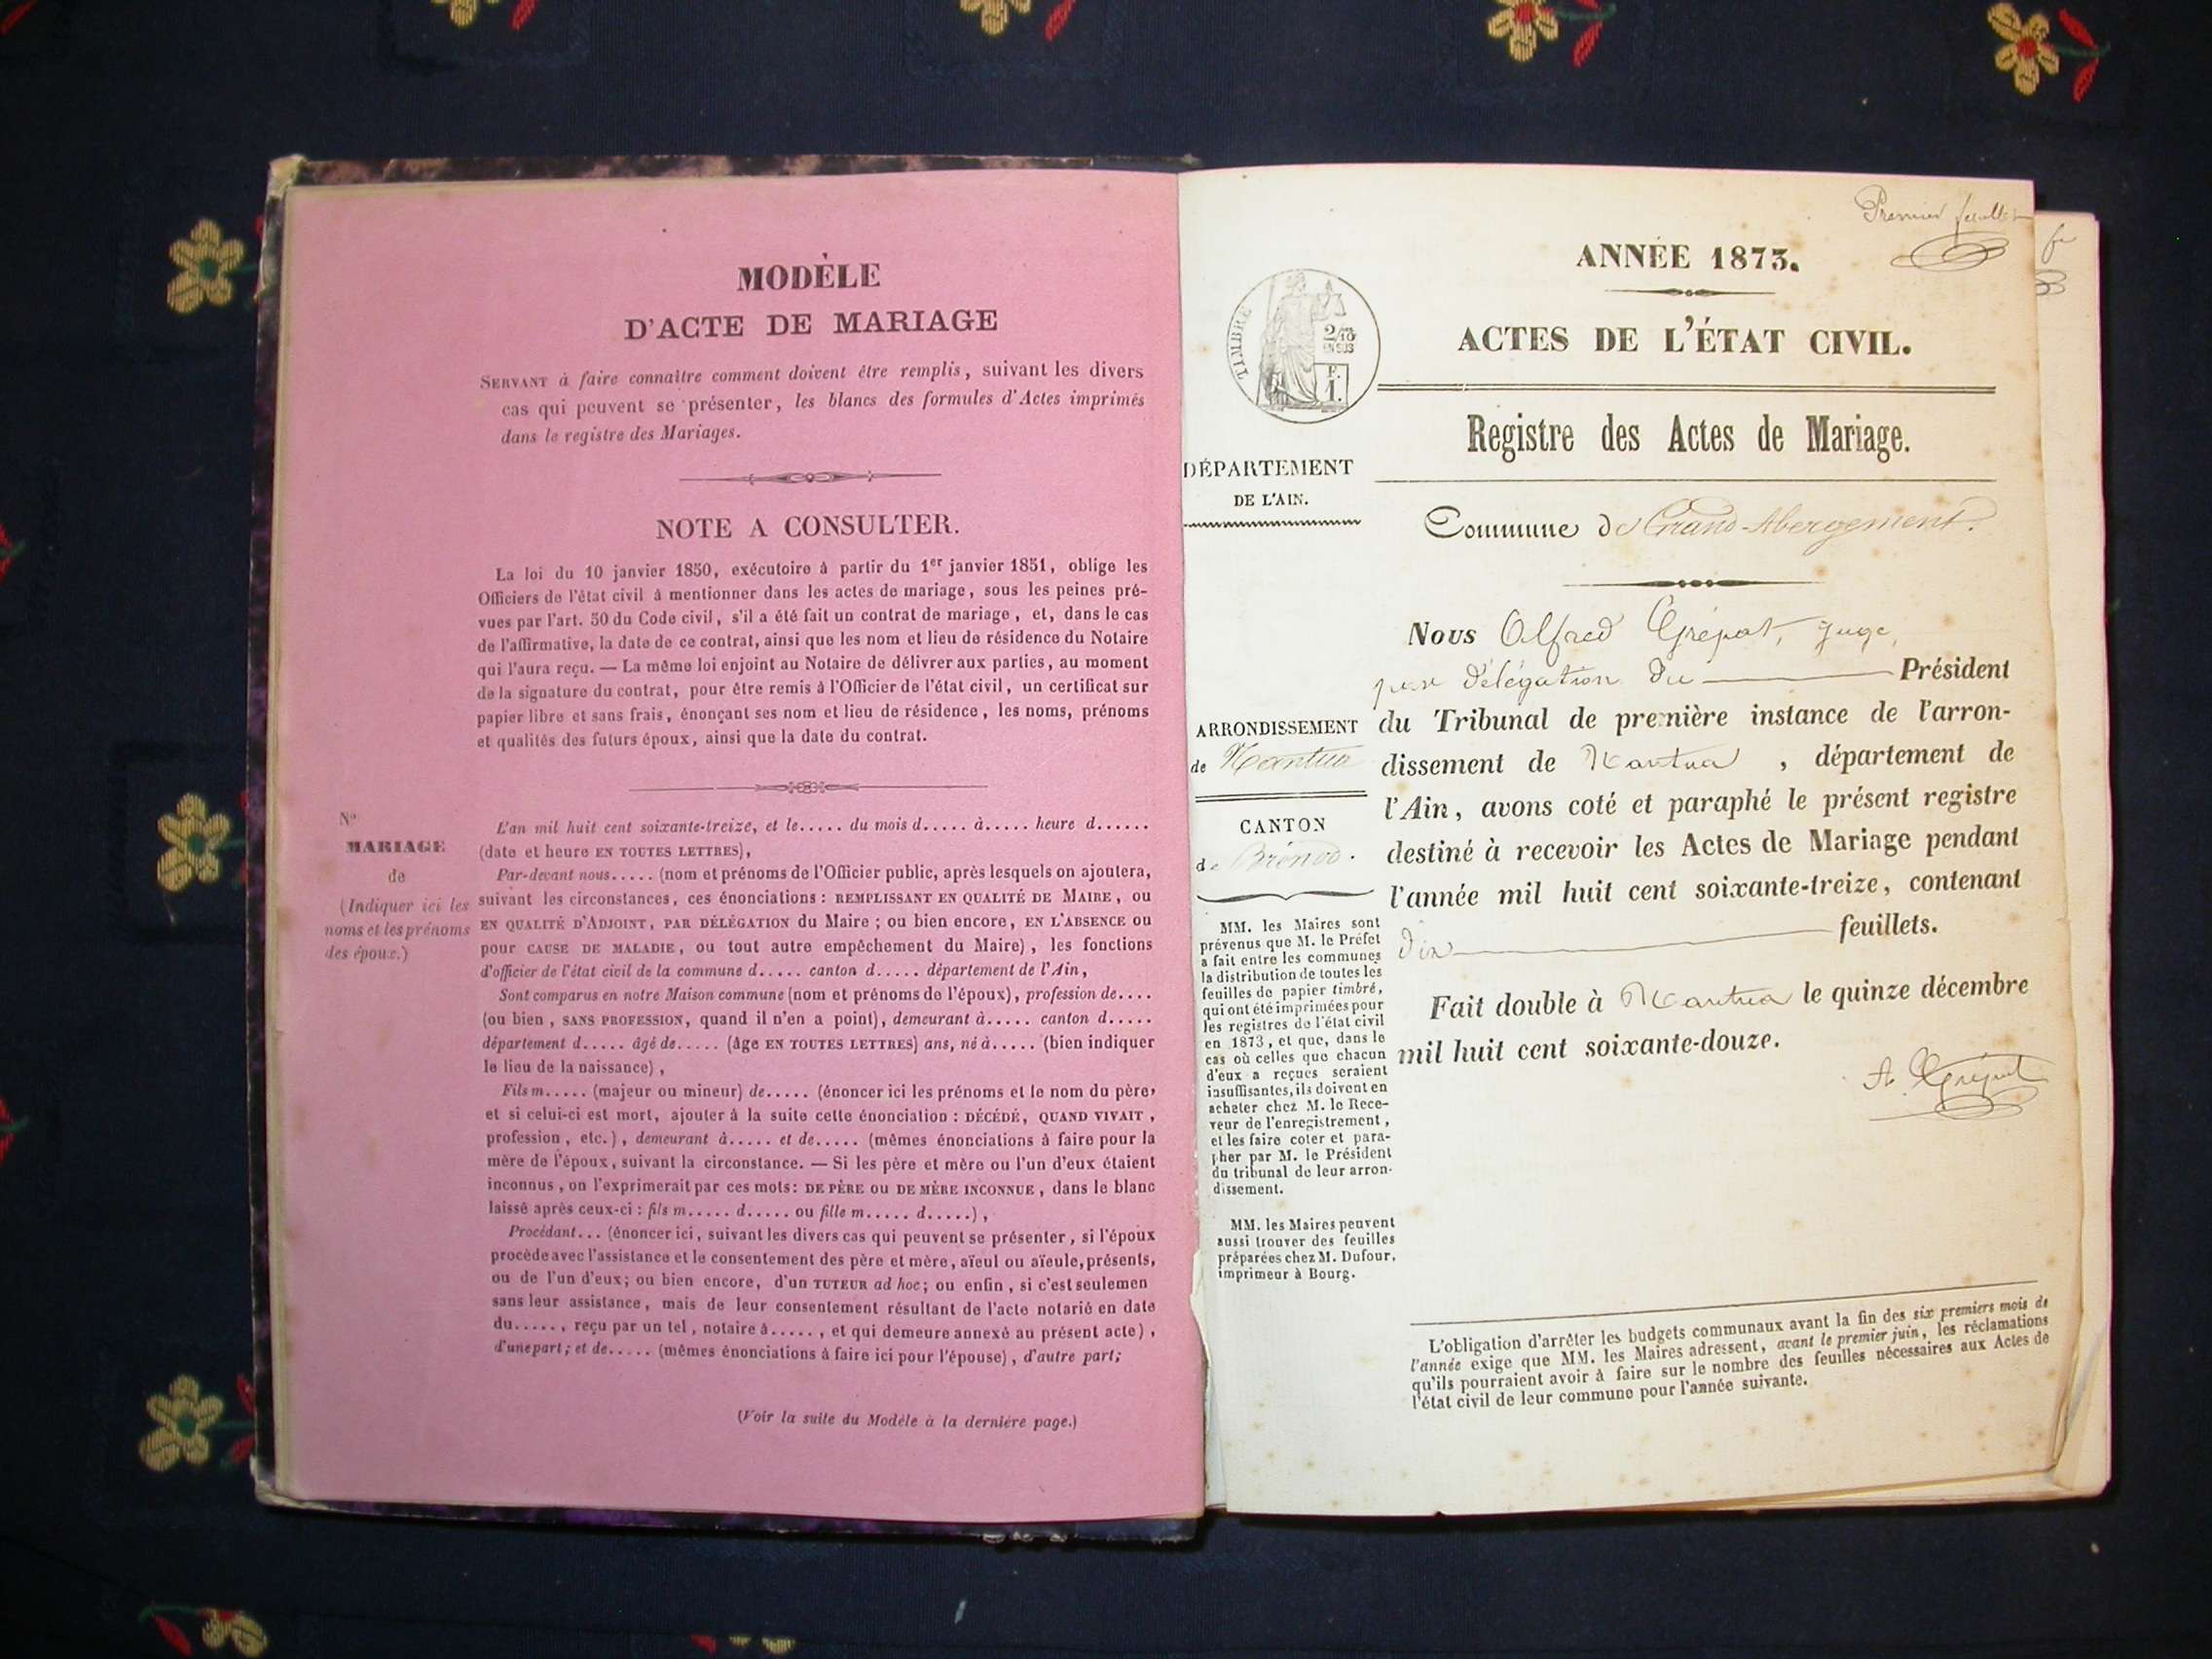 MODÈLE
D'ACTE DE MARIAGE
SERVANT à faire connaître comment doivent être remplis, suivant les divers
cas qui peuvent se présenter, les blancs des formules d'Actes imprimés
dans le registre des Mariages.
NOTE A CONSULTER.
La loi du 10 janvier 1850, exécutoire à partir du 1er janvier 1851, oblige les
Officiers de l'état civil à mentionner dans les actes de mariage, sous les peines pré-
vues par l'art. 50 du Code civil, s'il a été fait un contrat de mariage, et, dans le cas
de l'affirmative, la date de ce contrat, ainsi que les nom et lieu de résidence du Notaire
qui l'aura reçu. — La même loi enjoint au Notaire de délivrer aux parties, au moment
de la signature du contrat, pour être remis à l'Officier de l'état civil, un certificat sur
papier libre et sans frais, énonçant ses nom et lieu de résidence, les noms, prénoms
et qualités des futurs époux, ainsi que la date du contrat.
No
MARIAGE
de
(Indiquer ici les
noms et les prénoms
des époux.)
L'an mil huit cent soixante-treize, et le..... du mois d..... à..... heure d......
(date et heure EN TOUTES LETTRES),
Par-devant nous..... (nom et prénoms de l'Officier public, après lesquels on ajoutera,
suivant les circonstances, ces énonciations : REMPLISSANT EN QUALITÉ DE MAIRE, ou
EN QUALITÉ D'ADJOINT, PAR DÉLÉGATION du Maire ; ou bien encore, EN L'ABSENCE ou
pour CAUSE DE MALADIE, ou tout autre empêchement du Maire), les fonctions
d'officier de l'état civil de la commune d..... canton d..... département de l'Ain,
Sont comparus en notre Maison commune (nom et prénoms de l'époux), profession de....
(ou bien, SANS PROFESSION, quand il n'en a point), demeurant à..... canton d.....
département d..... âgé de..... (âge EN TOUTES LETTRES) ans, né à..... (bien indiquer
le lieu de la naissance),
Fils m..... (majeur ou mineur) de..... (énoncer ici les prénoms et le nom du père,
et si celui-ci est mort, ajouter à la suite cette énonciation : DÉCÉDÉ, QUAND VIVAIT,
profession, etc.), demeurant à..... et de..... (mêmes énonciations à faire pour la
mère de l'époux, suivant la circonstance. — Si les père et mère ou l'un d'eux étaient
inconnus, on l'exprimerait par ces mots : DE PÈRE ou DE MÈRE INCONNUE, dans le blanc
laissé après ceux-ci : fils m..... d..... ou fille m..... d.....),
Procédant... (énoncer ici, suivant les divers cas qui peuvent se présenter, si l'époux
procède avec l'assistance et le consentement des père et mère, aïeul ou aïeule, présents,
ou de l'un d'eux ; ou bien encore, d'un TUTEUR ad hoc ; ou enfin, si c'est seulemen
sans leur assistance, mais de leur consentement résultant de l'acte notarié en date
du....., reçu par un tel, notaire à....., et qui demeure annexé au présent acte),
d'une part ; et de..... (mêmes énonciations à faire ici pour l'épouse), d'autre part ;
(Voir la suite du Modèle à la dernière page.)
Premier feuillet
ANNÉE 1873.
TIMBRE
2/10
EN SUS
F.
1.
ACTES DE L'ÉTAT CIVIL.
Registre des Actes de Mariage.
DÉPARTEMENT
DE L'AIN.
Commune de Grand-Abergement.
ARRONDISSEMENT
de Nantua
CANTON
de Brénod.
MM. les Maires sont
prévenus que M. le Préfet
a fait entre les communes
la distribution de toutes les
feuilles de papier timbré,
qui ont été imprimées pour
les registres de l'état civil
en 1873, et que, dans le
cas où celles que chacun
d'eux a reçues seraient
insuffisantes, ils doivent en
acheter chez M. le Rece-
veur de l'enregistrement,
et les faire coter et para-
pher par M. le Président
du tribunal de leur arron-
dissement.
MM. les Maires peuvent
aussi trouver des feuilles
préparées chez M. Dufour,
imprimeur à Bourg.
Nous Alfred Grépat, Juge,
par délégation du Président
du Tribunal de première instance de l'arron-
dissement de Nantua, département de
l'Ain, avons coté et paraphé le présent registre
destiné à recevoir les Actes de Mariage pendant
l'année mil huit cent soixante-treize, contenant
dix feuillets.
Fait double à Nantua le quinze décembre
mil huit cent soixante-douze.
A. Grépat
L'obligation d'arrêter les budgets communaux avant la fin des six premiers mois de
l'année exige que MM. les Maires adressent, avant le premier juin, les réclamations
qu'ils pourraient avoir à faire sur le nombre des feuilles nécessaires aux Actes de
l'état civil de leur commune pour l'année suivante.